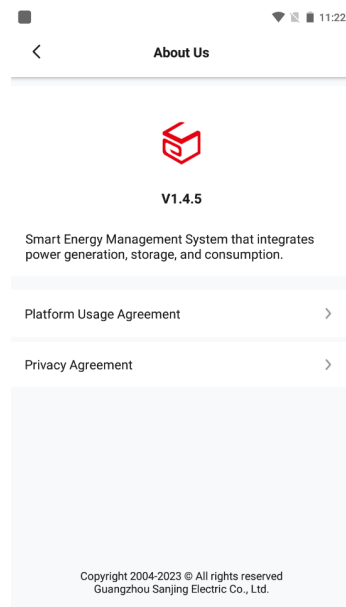 11:22
About Us
V1.4.5
Smart Energy Management System that integrates
power generation, storage, and consumption.
Platform Usage Agreement
Privacy Agreement
Copyright 2004-2023 © All rights reserved
Guangzhou Sanjing Electric Co., Ltd.